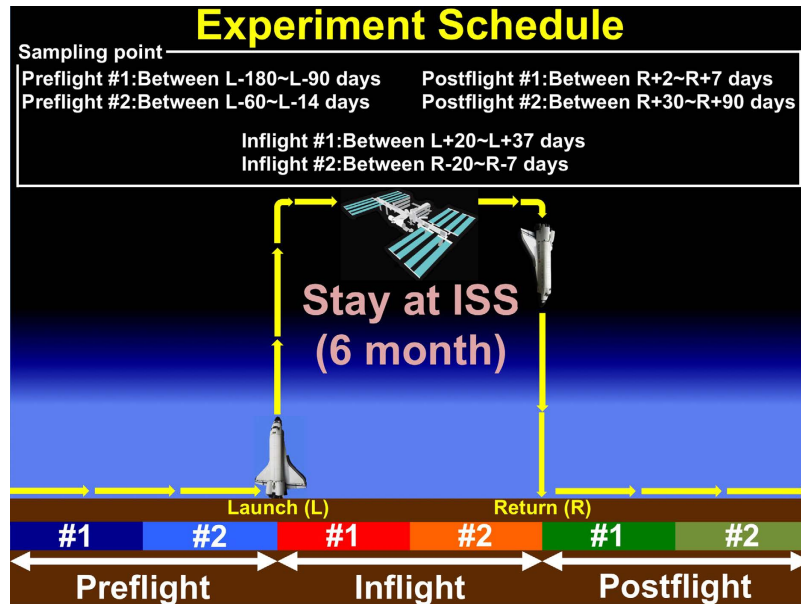 Experiment Schedule
Sampling point
Preflight #1:Between L-180~L-90 days
Preflight #2:Between L-60~L-14 days
Postflight #1:Between R+2~R+7 days
Postflight #2:Between R+30~R+90 days
Inflight #1:Between L+20~L+37 days
Inflight #2:Between R-20~R-7 days
Stay at ISS
(6 month)
Launch (L)
Return (R)
#1 #2 #1 #2 #1 #2
Preflight Inflight Postflight